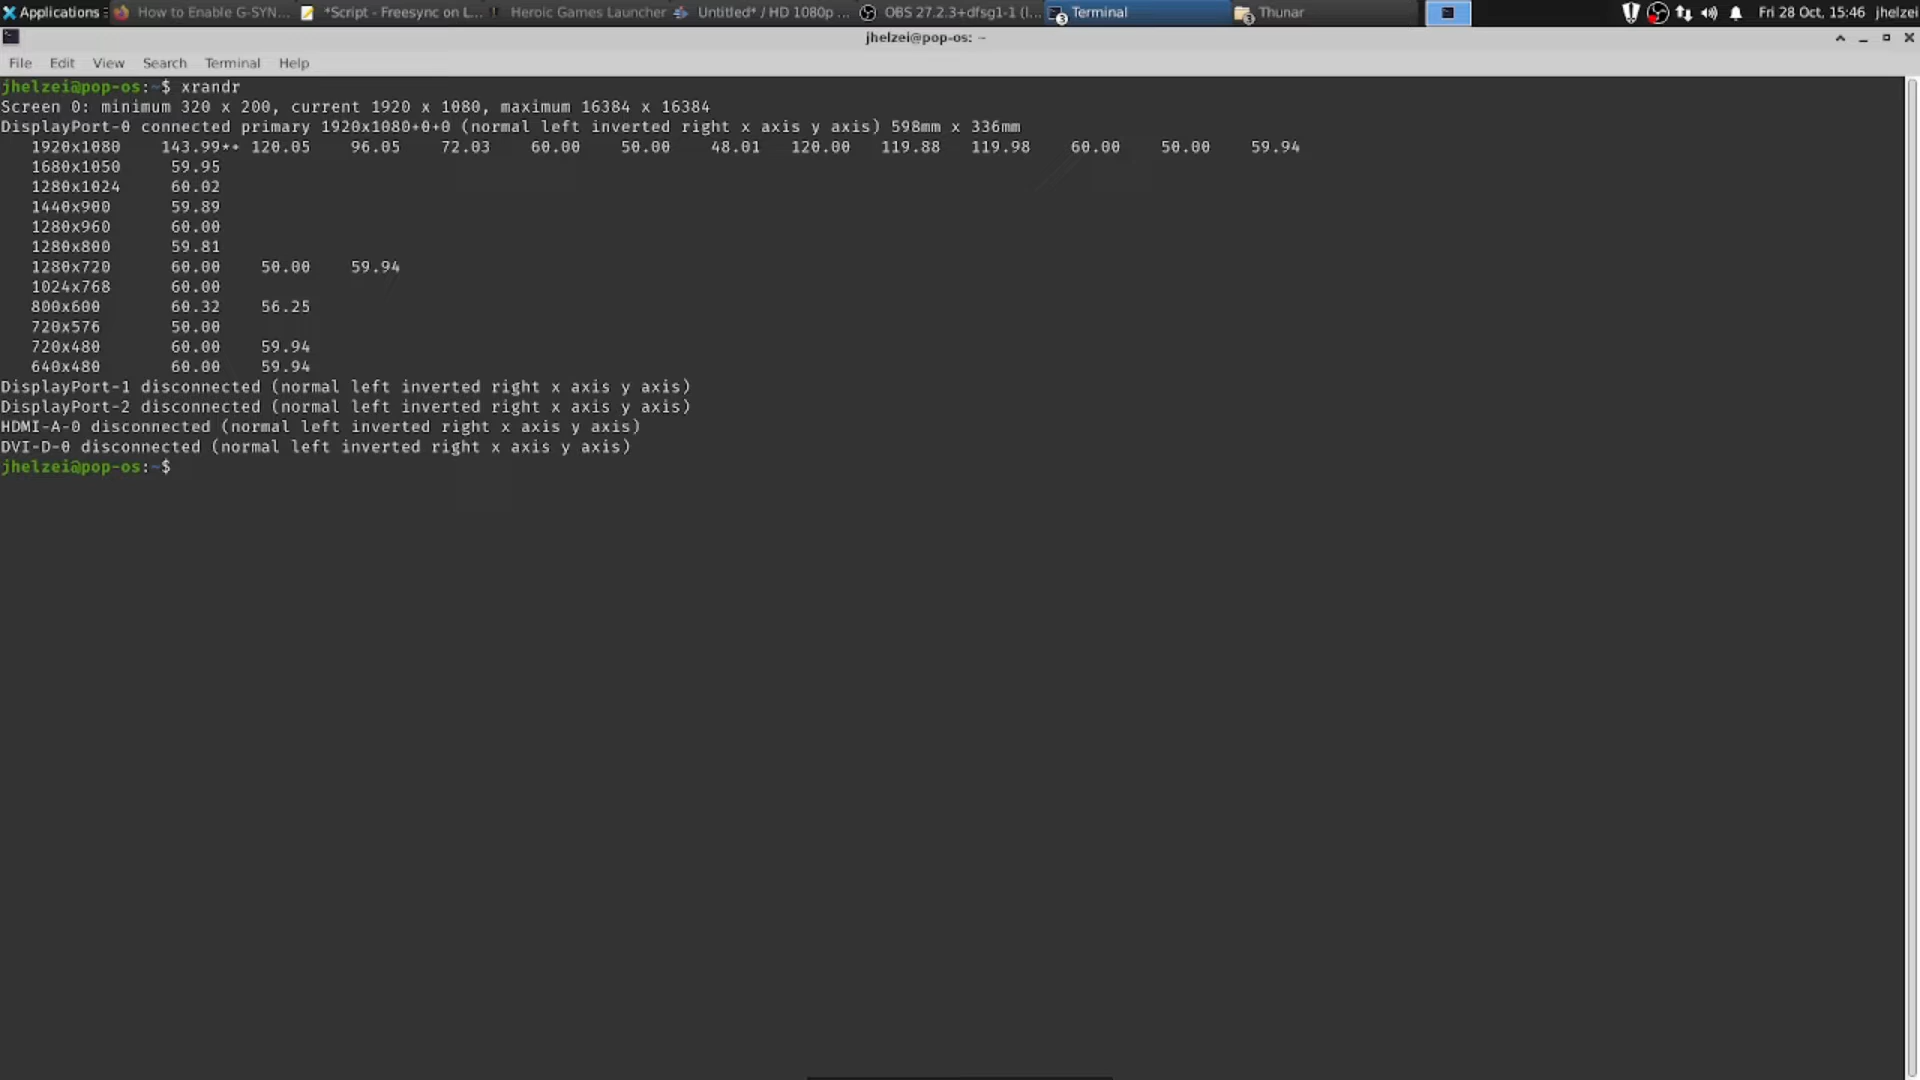 Applications How to Enable G-SYN... *Script - Freesync on L... Heroic Games Launcher Untitled* / HD 1080p ... OBS 27.2.3+dfsg1-1 (l... 3 Terminal 3 Thunar Fri 28 Oct, 15:46 jhelzei
jhelzei@pop-os: ~
File Edit View Search Terminal Help
jhelzei@pop-os:~$ xrandr
Screen 0: minimum 320 x 200, current 1920 x 1080, maximum 16384 x 16384
DisplayPort-0 connected primary 1920x1080+0+0 (normal left inverted right x axis y axis) 598mm x 336mm
1920x1080 143.99*+ 120.05 96.05 72.03 60.00 50.00 48.01 120.00 119.88 119.98 60.00 50.00 59.94
1680x1050 59.95
1280x1024 60.02
1440x900 59.89
1280x960 60.00
1280x800 59.81
1280x720 60.00 50.00 59.94
1024x768 60.00
800x600 60.32 56.25
720x576 50.00
720x480 60.00 59.94
640x480 60.00 59.94
DisplayPort-1 disconnected (normal left inverted right x axis y axis)
DisplayPort-2 disconnected (normal left inverted right x axis y axis)
HDMI-A-0 disconnected (normal left inverted right x axis y axis)
DVI-D-0 disconnected (normal left inverted right x axis y axis)
jhelzei@pop-os:~$